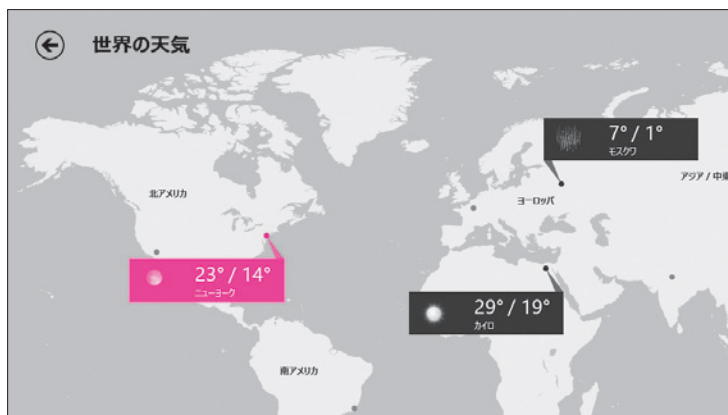 世界の天気
7° / 1°
モスクワ
アジア / 中東
北アメリカ
ヨーロッパ
23° / 14°
ニューヨーク
29° / 19°
カイロ
南アメリカ